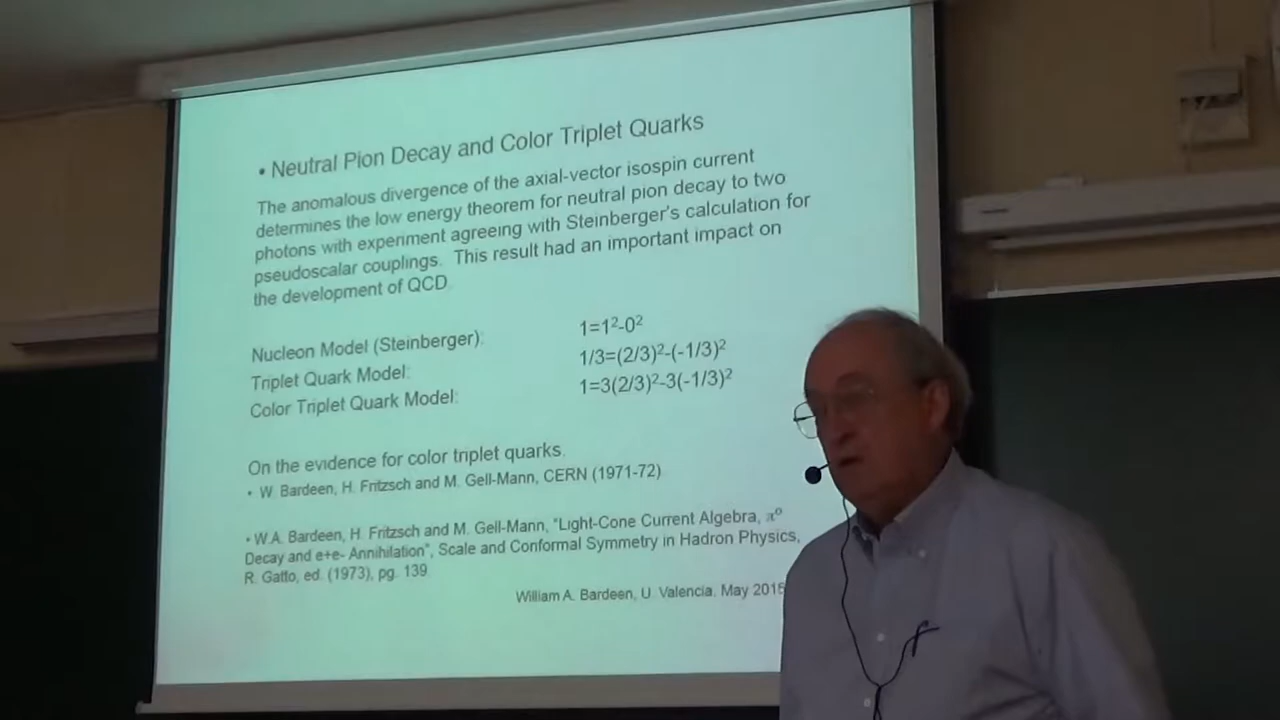 • Neutral Pion Decay and Color Triplet Quarks
The anomalous divergence of the axial-vector isospin current
determines the low energy theorem for neutral pion decay to two
photons with experiment agreeing with Steinberger's calculation for
pseudoscalar couplings. This result had an important impact on
the development of QCD
Nucleon Model (Steinberger): 1=1²-0²
Triplet Quark Model: 1/3=(2/3)²-(-1/3)²
Color Triplet Quark Model: 1=3(2/3)²-3(-1/3)²
On the evidence for color triplet quarks.
• W. Bardeen, H. Fritzsch and M. Gell-Mann, CERN (1971-72)
• W.A. Bardeen, H. Fritzsch and M. Gell-Mann, "Light-Cone Current Algebra, π⁰
Decay and e+e- Annihilation", Scale and Conformal Symmetry in Hadron Physics,
R. Gatto, ed. (1973), pg. 139
William A. Bardeen, U. Valencia, May 2015